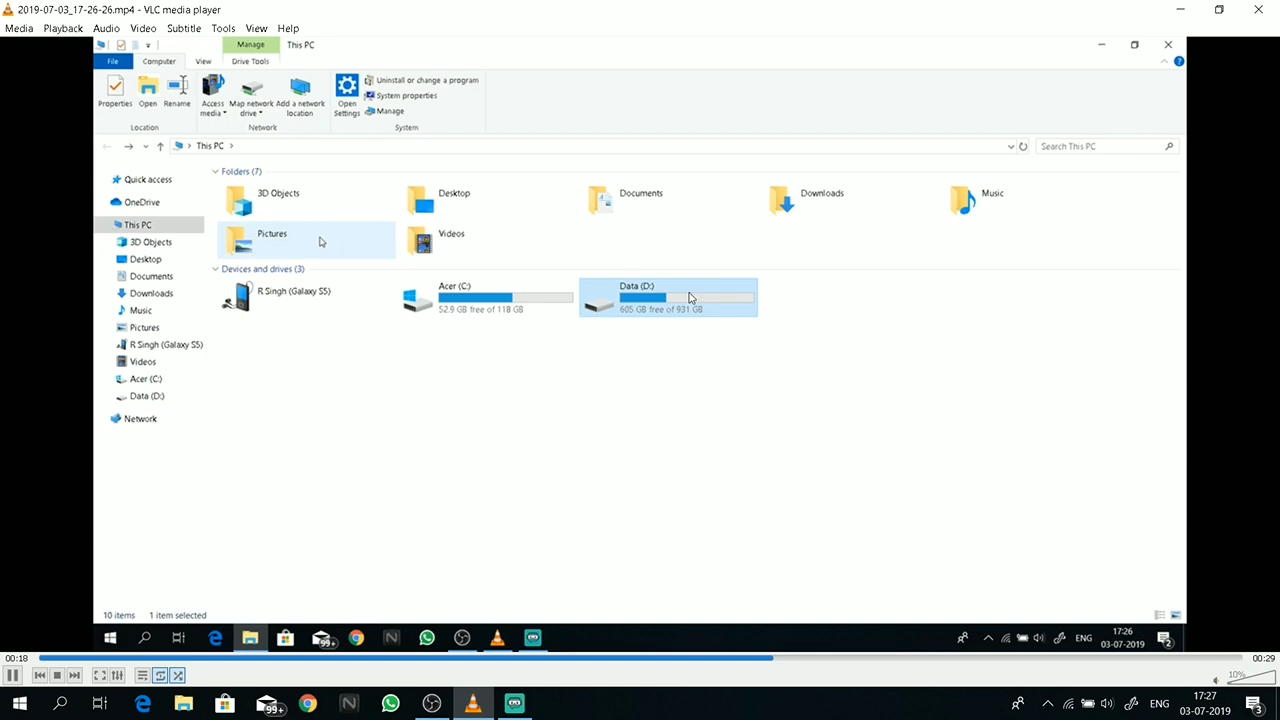 2019-07-03_17-26-26.mp4 - VLC media player
Media Playback Audio Video Subtitle Tools View Help
Manage This PC
File Computer View Drive Tools
Properties Open Rename Access media Map network drive Add a network location Open Settings Uninstall or change a program
System properties
Manage
Location Network System
This PC Search This PC
Quick access
OneDrive
This PC
3D Objects
Desktop
Documents
Downloads
Music
Pictures
R Singh (Galaxy S5)
Videos
Acer (C:)
Data (D:)
Network
Folders (7)
3D Objects Desktop Documents Downloads Music
Pictures Videos
Devices and drives (3)
R Singh (Galaxy S5)
Acer (C:)
52.9 GB free of 118 GB
Data (D:)
605 GB free of 931 GB
10 items 1 item selected
99+ ENG 17:26
03-07-2019 2
00:18 00:29
10%
99+ ENG 17:27
03-07-2019 3